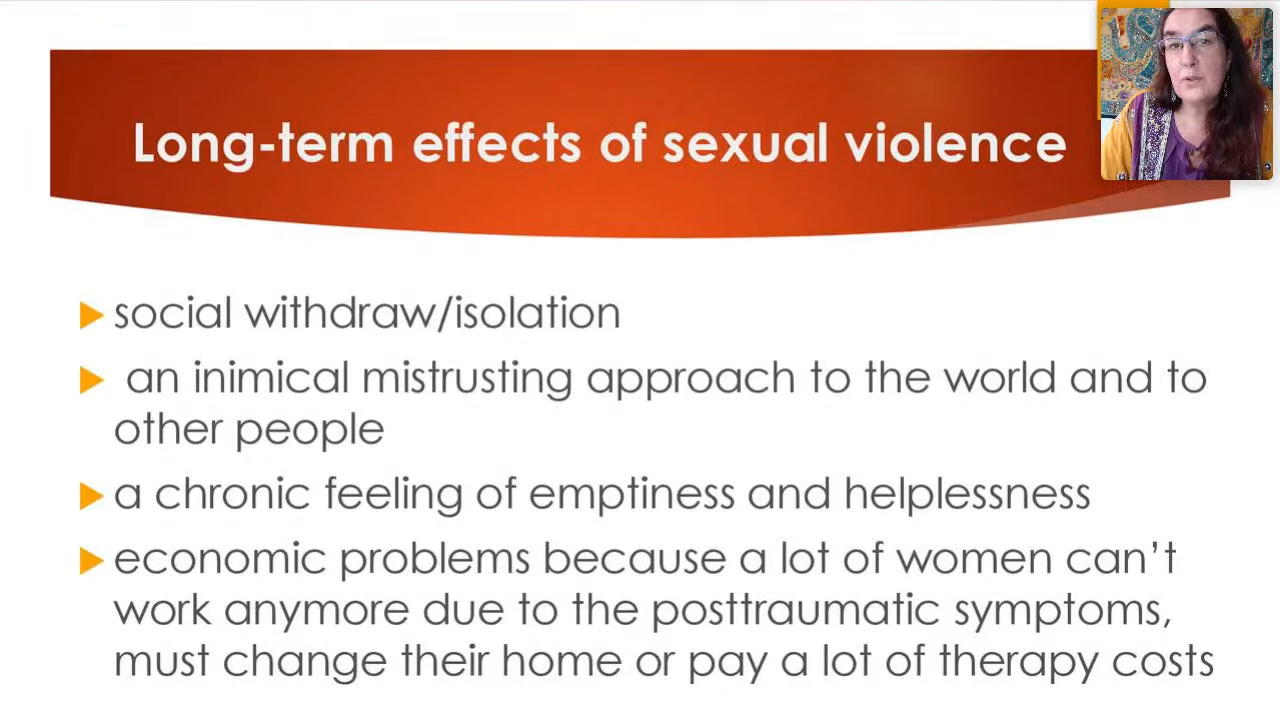 Long-term effects of sexual violence
social withdraw/isolation
an inimical mistrusting approach to the world and to
other people
a chronic feeling of emptiness and helplessness
economic problems because a lot of women can’t
work anymore due to the posttraumatic symptoms,
must change their home or pay a lot of therapy costs